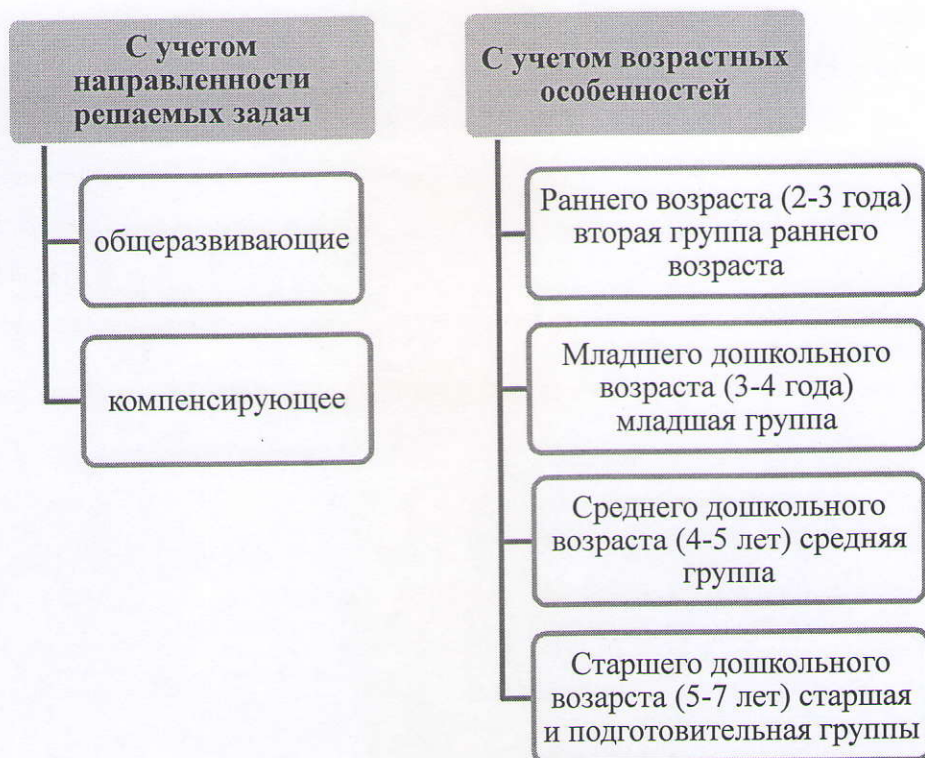 С учетом
направленности
решаемых задач
общеразвивающие
компенсирующее
С учетом возрастных
особенностей
Раннего возраста (2-3 года)
вторая группа раннего
возраста
Младшего дошкольного
возраста (3-4 года)
младшая группа
Среднего дошкольного
возраста (4-5 лет) средняя
группа
Старшего дошкольного
возарста (5-7 лет) старшая
и подготовительная группы